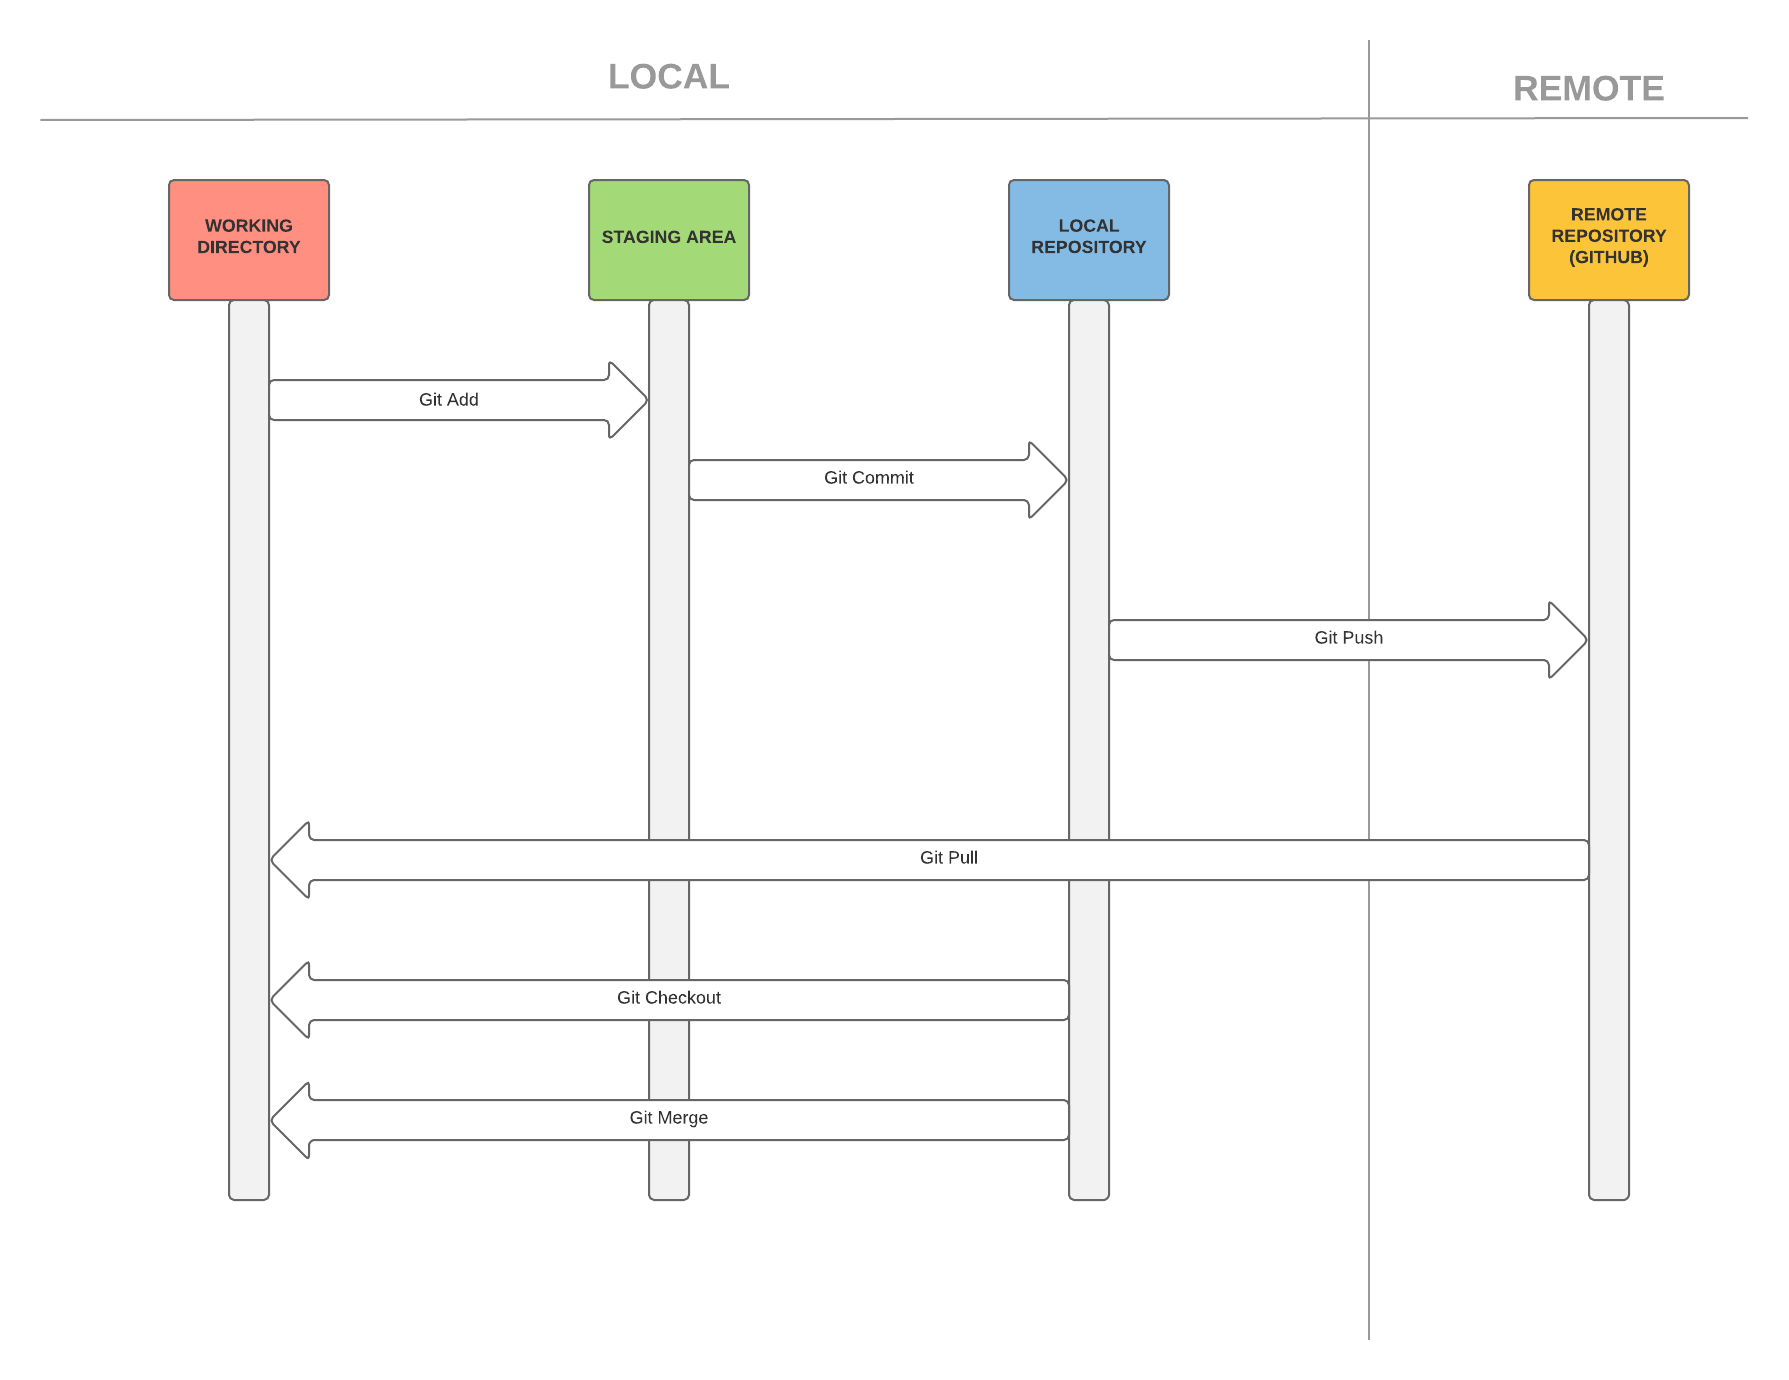 LOCAL
REMOTE
WORKING
DIRECTORY
STAGING AREA
LOCAL
REPOSITORY
REMOTE
REPOSITORY
(GITHUB)
Git Add
Git Commit
Git Push
Git Pull
Git Checkout
Git Merge